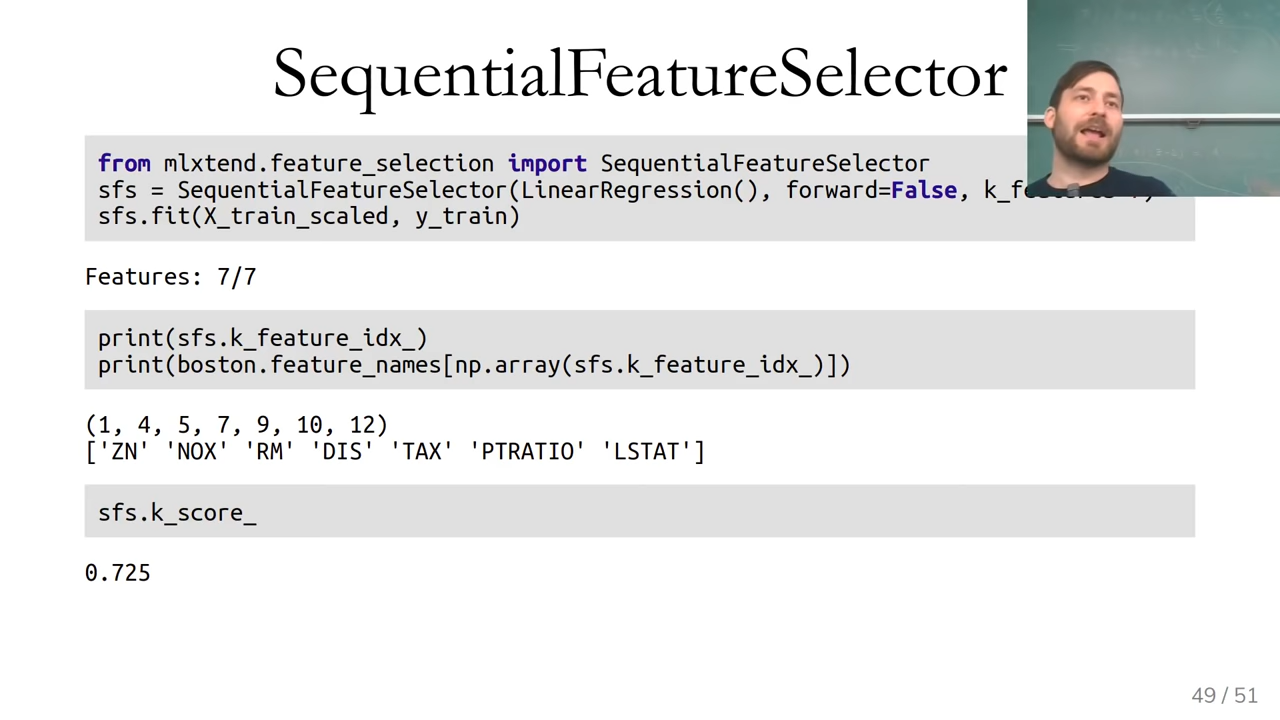 SequentialFeatureSelector
from mlxtend.feature_selection import SequentialFeatureSelector
sfs = SequentialFeatureSelector(LinearRegression(), forward=False,
sfs.fit(X_train_scaled, y_train)
Features: 7/7
print(sfs.k_feature_idx_)
print(boston.feature_names[np.array(sfs.k_feature_idx_)])
(1, 4, 5, 7, 9, 10, 12)
['ZN' 'NOX' 'RM' 'DIS' 'TAX' 'PTRATIO' 'LSTAT']
sfs.k_score_
0.725
49 / 51